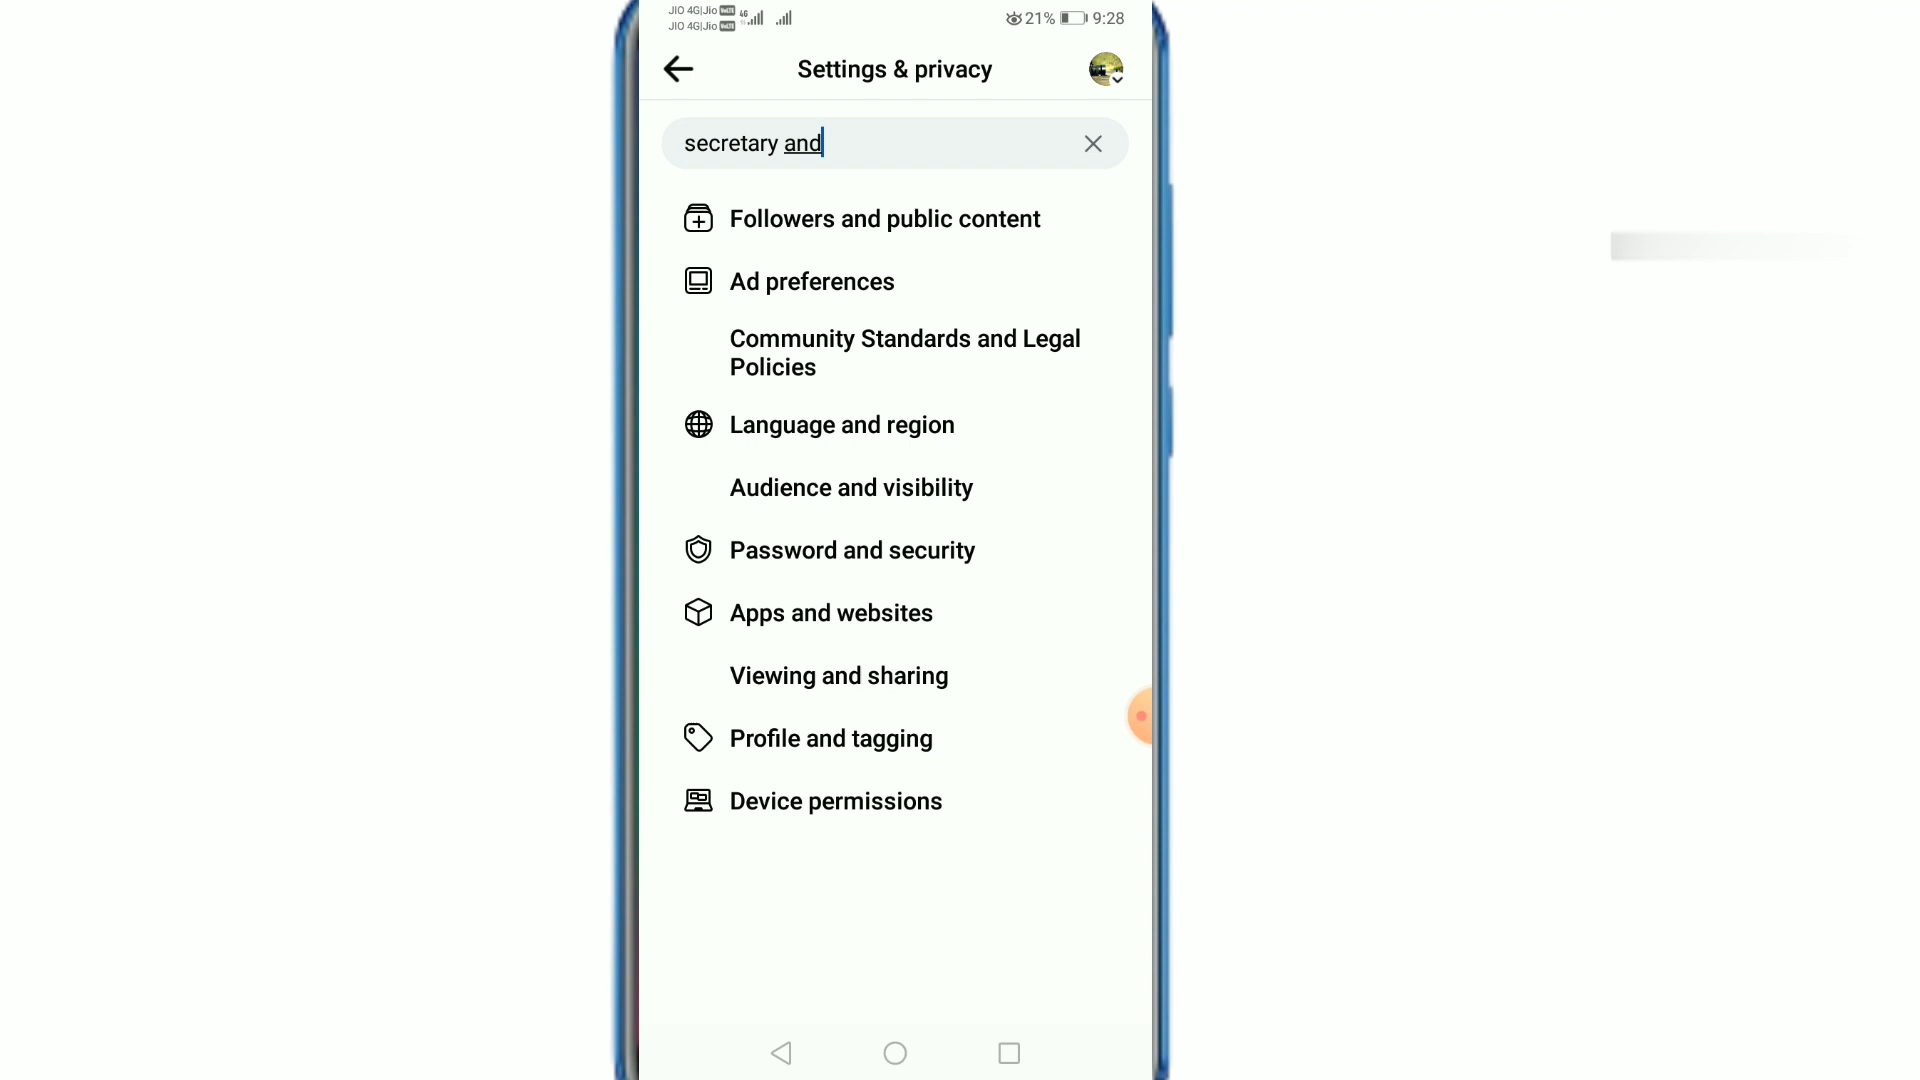 JIO 4G|Jio VoLTE 4G 21% 9:28
JIO 4G|Jio VoLTE
Settings & privacy
secretary and
Followers and public content
Ad preferences
Community Standards and Legal
Policies
Language and region
Audience and visibility
Password and security
Apps and websites
Viewing and sharing
Profile and tagging
Device permissions